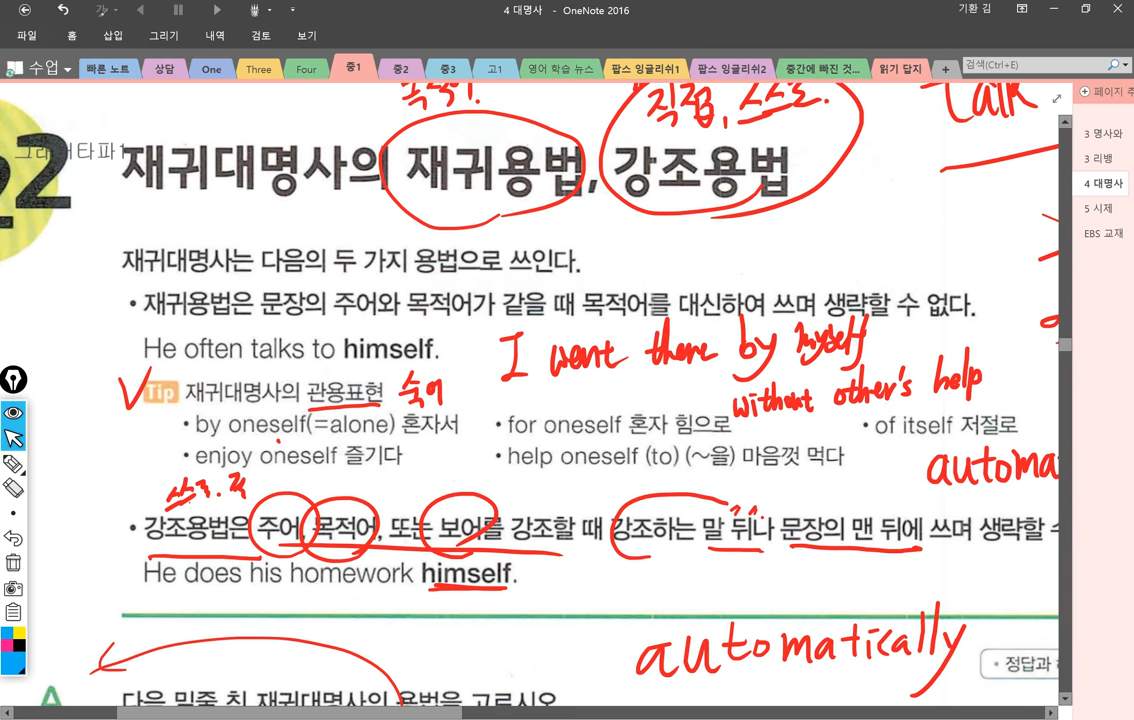 4 대명사 - OneNote 2016
기환 김
파일 홈 삽입 그리기 내역 검토 보기
수업 빠른 노트 상담 One Three Four 중1 중2 중3 고1 영어 학습 뉴스 팝스 잉글리쉬1 팝스 잉글리쉬2 중간에 빠진 것... 읽기 답지 + 검색(Ctrl+E)
페이지 추
3 명사와
3 리뱅
4 대명사
5 시제
EBS 교재
목적어.
직접, 스스로.
talk
22
재귀대명사의 재귀용법, 강조용법
재귀대명사는 다음의 두 가지 용법으로 쓰인다.
• 재귀용법은 문장의 주어와 목적어가 같을 때 목적어를 대신하여 쓰며 생략할 수 없다.
He often talks to himself.
I went there by myself
without other's help
Tip 재귀대명사의 관용표현 숙어
• by oneself(=alone) 혼자서 • for oneself 혼자 힘으로 • of itself 저절로
• enjoy oneself 즐기다 • help oneself (to) (～을) 마음껏 먹다
automa
• 강조용법은 주어, 목적어, 또는 보어를 강조할 때 강조하는 말 뒤나 문장의 맨 뒤에 쓰며 생략할
He does his homework himself.
automatically
• 정답과
A 다음 밑줄 친 재귀대명사의 용법을 고르시오